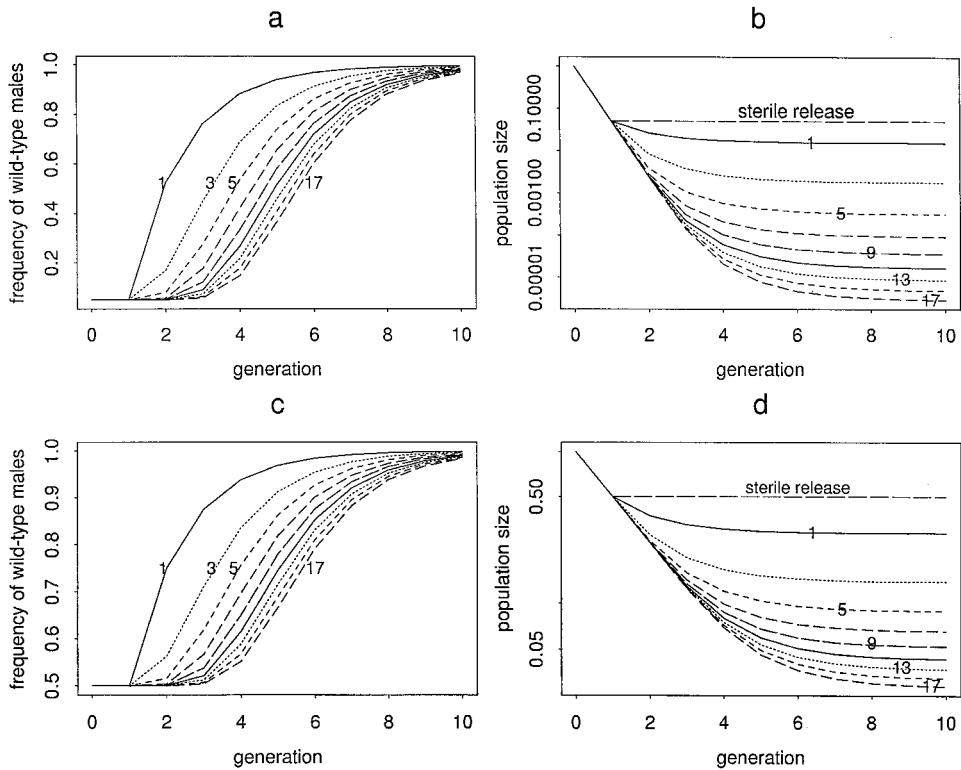 a
frequency of wild-type males
1.0
0.8
0.6
0.4
0.2
1
3
5
17
0 2 4 6 8 10
generation
b
population size
0.10000
0.00100
0.00001
sterile release
1
5
9
13
17
0 2 4 6 8 10
generation
c
frequency of wild-type males
1.0
0.9
0.8
0.7
0.6
0.5
1
3
5
17
0 2 4 6 8 10
generation
d
population size
0.50
0.05
sterile release
1
5
9
13
17
0 2 4 6 8 10
generation